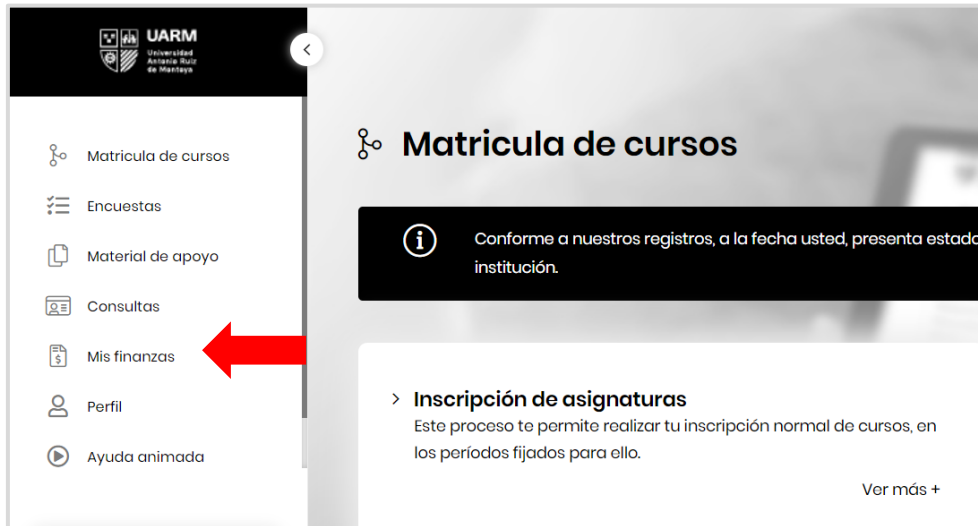 UARM
Universidad
Antonio Ruiz
de Montoya
Matricula de cursos
Encuestas
Material de apoyo
Consultas
Mis finanzas
Perfil
Ayuda animada
Matricula de cursos
Conforme a nuestros registros, a la fecha usted, presenta estado
institución.
Inscripción de asignaturas
Este proceso te permite realizar tu inscripción normal de cursos, en
los períodos fijados para ello.
Ver más +